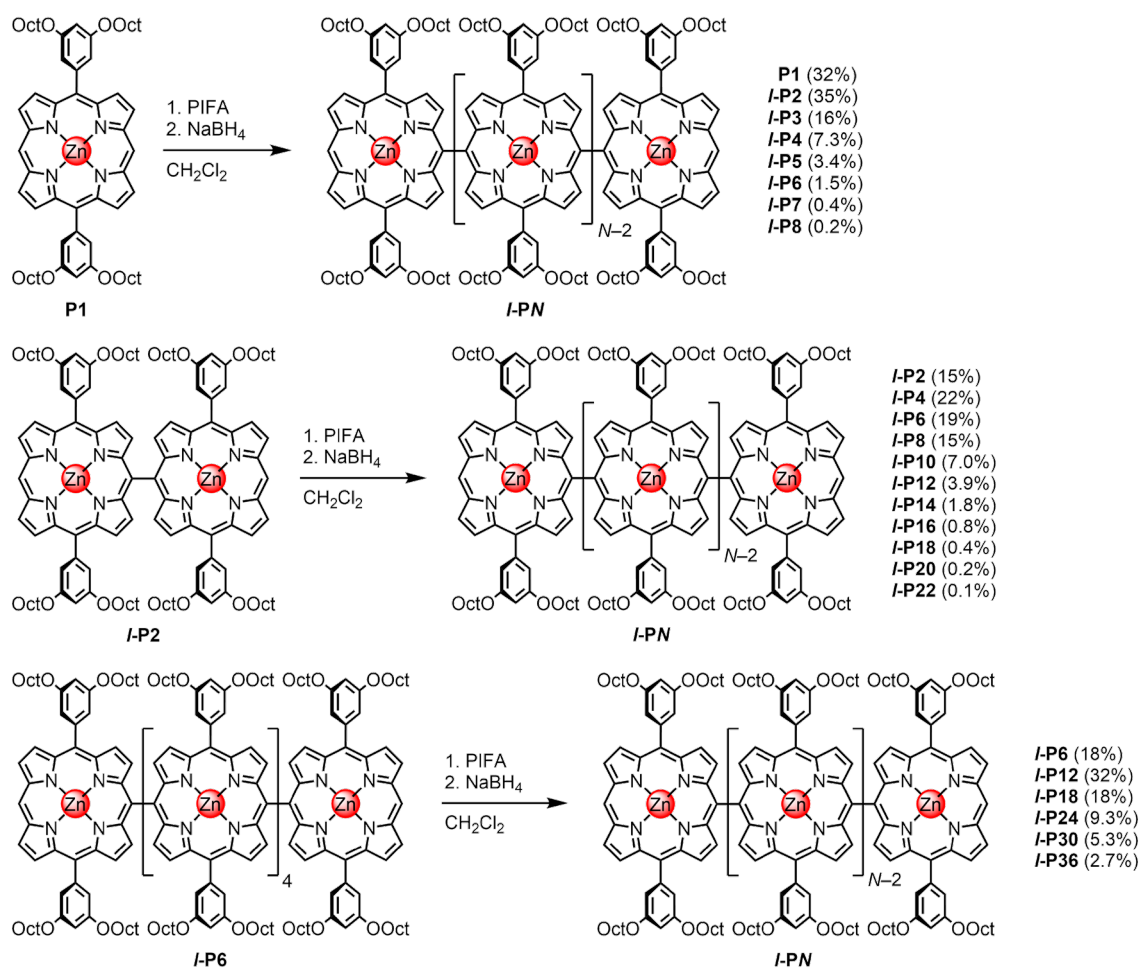 OctO OOct OctO OOct OctO OOct OctO OOct
N N N N Zn N N N N Zn N N N N Zn N N N N Zn
1. PIFA
2. NaBH4
CH2Cl2
N–2
OctO OOct OctO OOct OctO OOct OctO OOct
P1
l-PN
P1 (32%)
l-P2 (35%)
l-P3 (16%)
l-P4 (7.3%)
l-P5 (3.4%)
l-P6 (1.5%)
l-P7 (0.4%)
l-P8 (0.2%)
OctO OOct OctO OOct OctO OOct OctO OOct OctO OOct
N N N N Zn N N N N Zn N N N N Zn N N N N Zn N N N N Zn
1. PIFA
2. NaBH4
CH2Cl2
N–2
OctO OOct OctO OOct OctO OOct OctO OOct OctO OOct
l-P2
l-PN
l-P2 (15%)
l-P4 (22%)
l-P6 (19%)
l-P8 (15%)
l-P10 (7.0%)
l-P12 (3.9%)
l-P14 (1.8%)
l-P16 (0.8%)
l-P18 (0.4%)
l-P20 (0.2%)
l-P22 (0.1%)
OctO OOct OctO OOct OctO OOct OctO OOct OctO OOct OctO OOct
N N N N Zn N N N N Zn N N N N Zn N N N N Zn N N N N Zn N N N N Zn
4
1. PIFA
2. NaBH4
CH2Cl2
N–2
OctO OOct OctO OOct OctO OOct OctO OOct OctO OOct OctO OOct
l-P6
l-PN
l-P6 (18%)
l-P12 (32%)
l-P18 (18%)
l-P24 (9.3%)
l-P30 (5.3%)
l-P36 (2.7%)